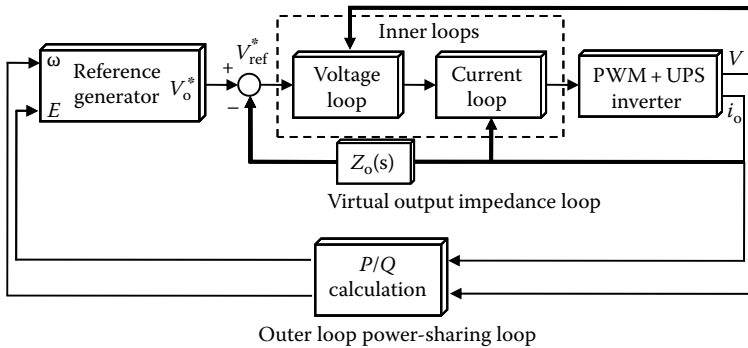 Inner loops
ω
E
Reference
generator
V*o
+
−
V*ref
Voltage
loop
Current
loop
PWM + UPS
inverter
V
io
Zo(s)
Virtual output impedance loop
P/Q
calculation
Outer loop power-sharing loop